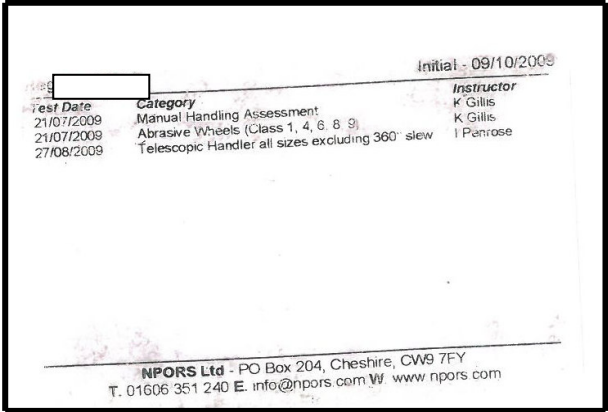 Initial - 09/10/2009
Test Date Category Instructor
21/07/2009 Manual Handling Assessment K Gillis
21/07/2009 Abrasive Wheels (Class 1, 4, 6, 8, 9) K Gillis
27/08/2009 Telescopic Handler all sizes excluding 360° slew I Penrose
NPORS Ltd - PO Box 204, Cheshire, CW9 7FY
T. 01606 351 240 E. info@npors.com W. www.npors.com